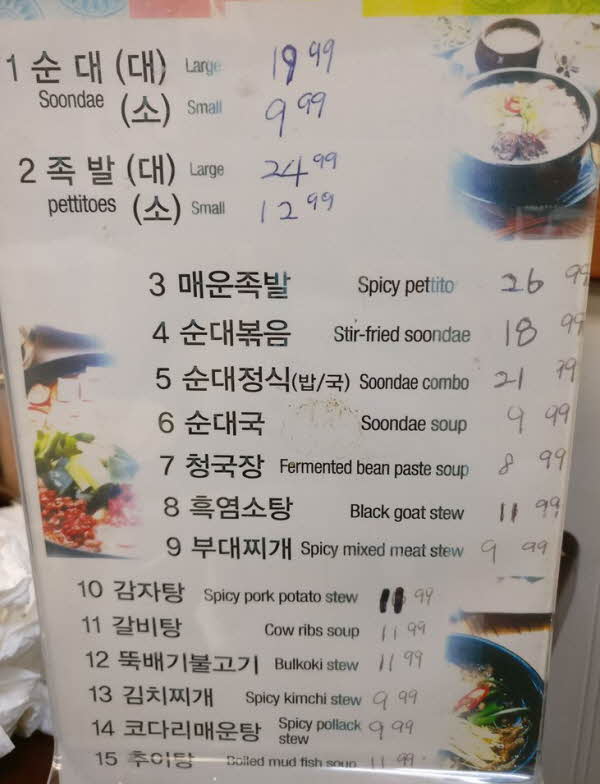 1 순 대 (대) Large 19 99
Soondae (소) Small 9 99
2 족 발 (대) Large 24 99
pettitoes (소) Small 12 99
3 매운족발 Spicy pettito 26 99
4 순대볶음 Stir-fried soondae 18 99
5 순대정식(밥/국) Soondae combo 21 99
6 순대국 Soondae soup 9 99
7 청국장 Fermented bean paste soup 8 99
8 흑염소탕 Black goat stew 11 99
9 부대찌개 Spicy mixed meat stew 9 99
10 감자탕 Spicy pork potato stew 11 99
11 갈비탕 Cow ribs soup 11 99
12 뚝배기불고기 Bulkoki stew 11 99
13 김치찌개 Spicy kimchi stew 9 99
14 코다리매운탕 Spicy pollack stew 9 99
15 추어탕 Boiled mud fish soup 11 99